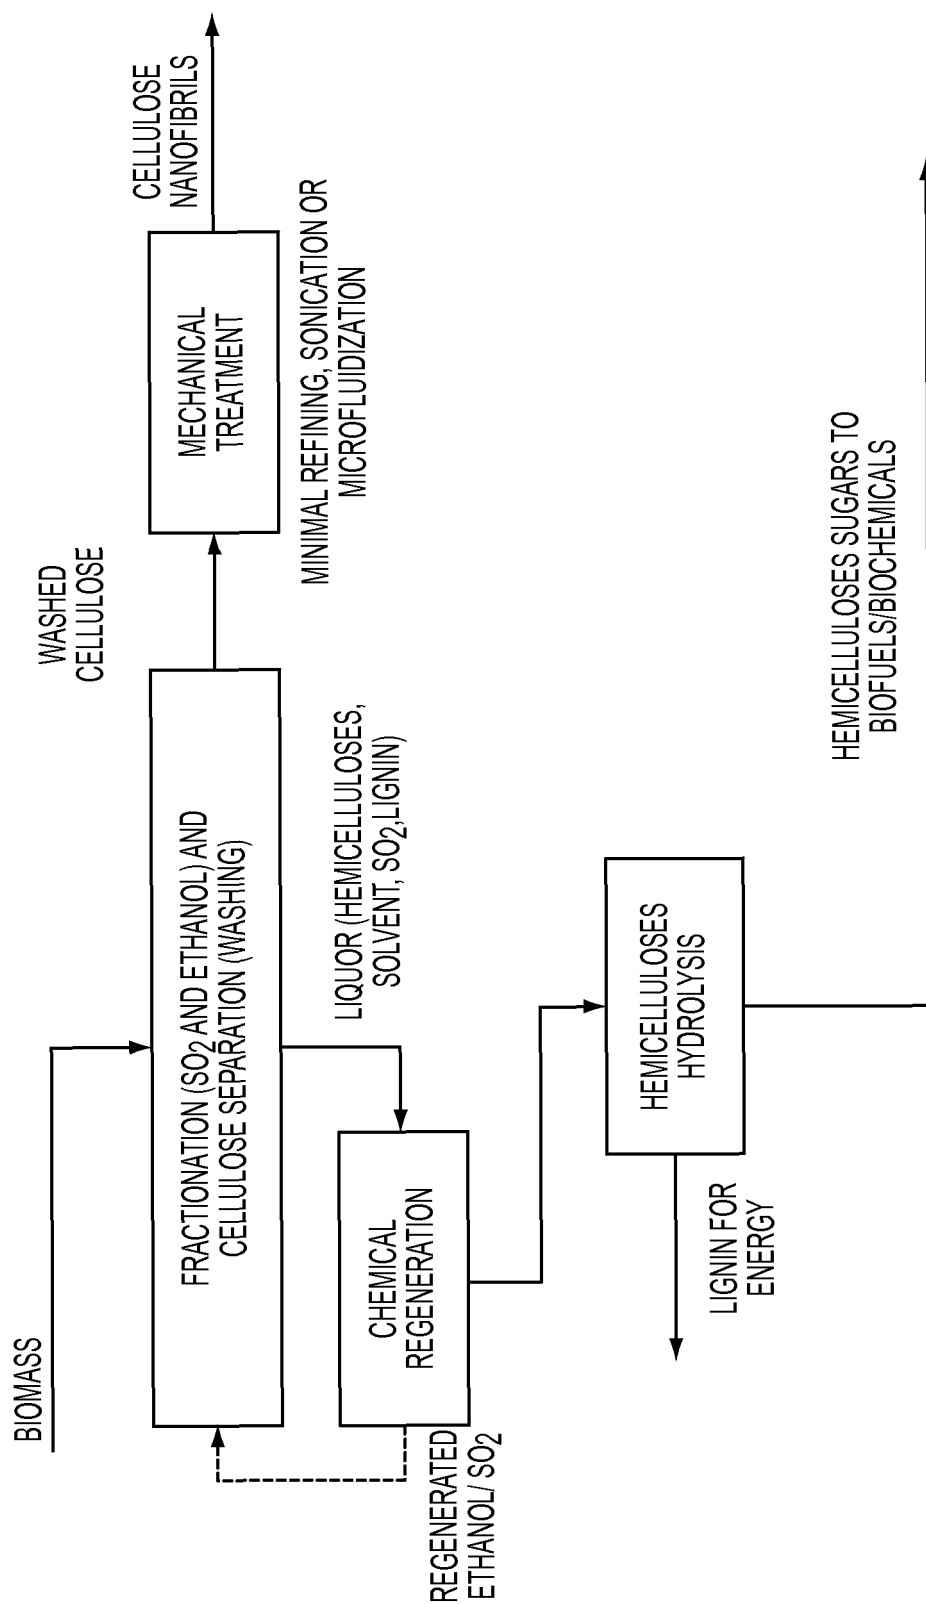 BIOMASS
FRACTIONATION (SO2 AND ETHANOL) AND
CELLULOSE SEPARATION (WASHING)
WASHED
CELLULOSE
MECHANICAL
TREATMENT
MINIMAL REFINING, SONICATION OR
MICROFLUIDIZATION
CELLULOSE
NANOFIBRILS
LIQUOR (HEMICELLULOSES,
SOLVENT, SO2,LIGNIN)
CHEMICAL
REGENERATION
REGENERATED
ETHANOL/ SO2
HEMICELLULOSES
HYDROLYSIS
LIGNIN FOR
ENERGY
HEMICELLULOSES SUGARS TO
BIOFUELS/BIOCHEMICALS